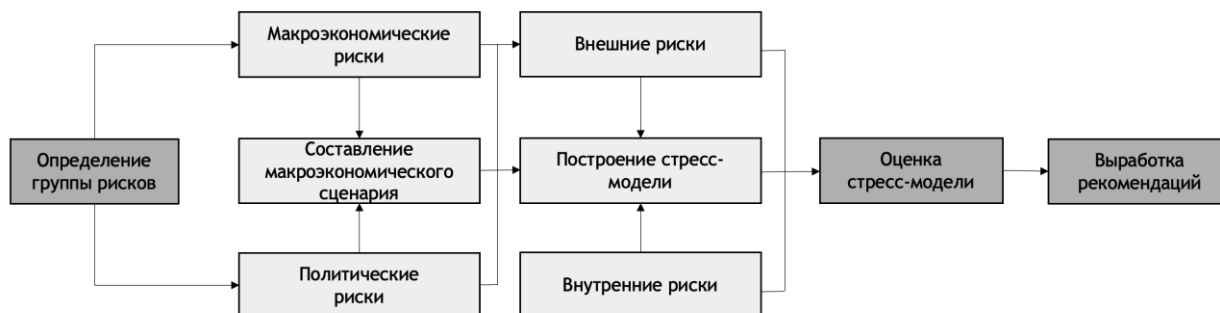 Макроэкономические
риски
Внешние риски
Определение
группы рисков
Составление
макроэкономического
сценария
Построение стресс-
модели
Оценка
стресс-модели
Выработка
рекомендаций
Политические
риски
Внутренние риски